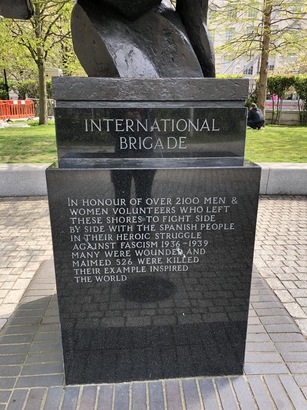 INTERNATIONAL
BRIGADE
IN HONOUR OF OVER 2100 MEN &
WOMEN VOLUNTEERS WHO LEFT
THESE SHORES TO FIGHT SIDE
BY SIDE WITH THE SPANISH PEOPLE
IN THEIR HEROIC STRUGGLE
AGAINST FASCISM 1936-1939
MANY WERE WOUNDED AND
MAIMED 526 WERE KILLED
THEIR EXAMPLE INSPIRED
THE WORLD